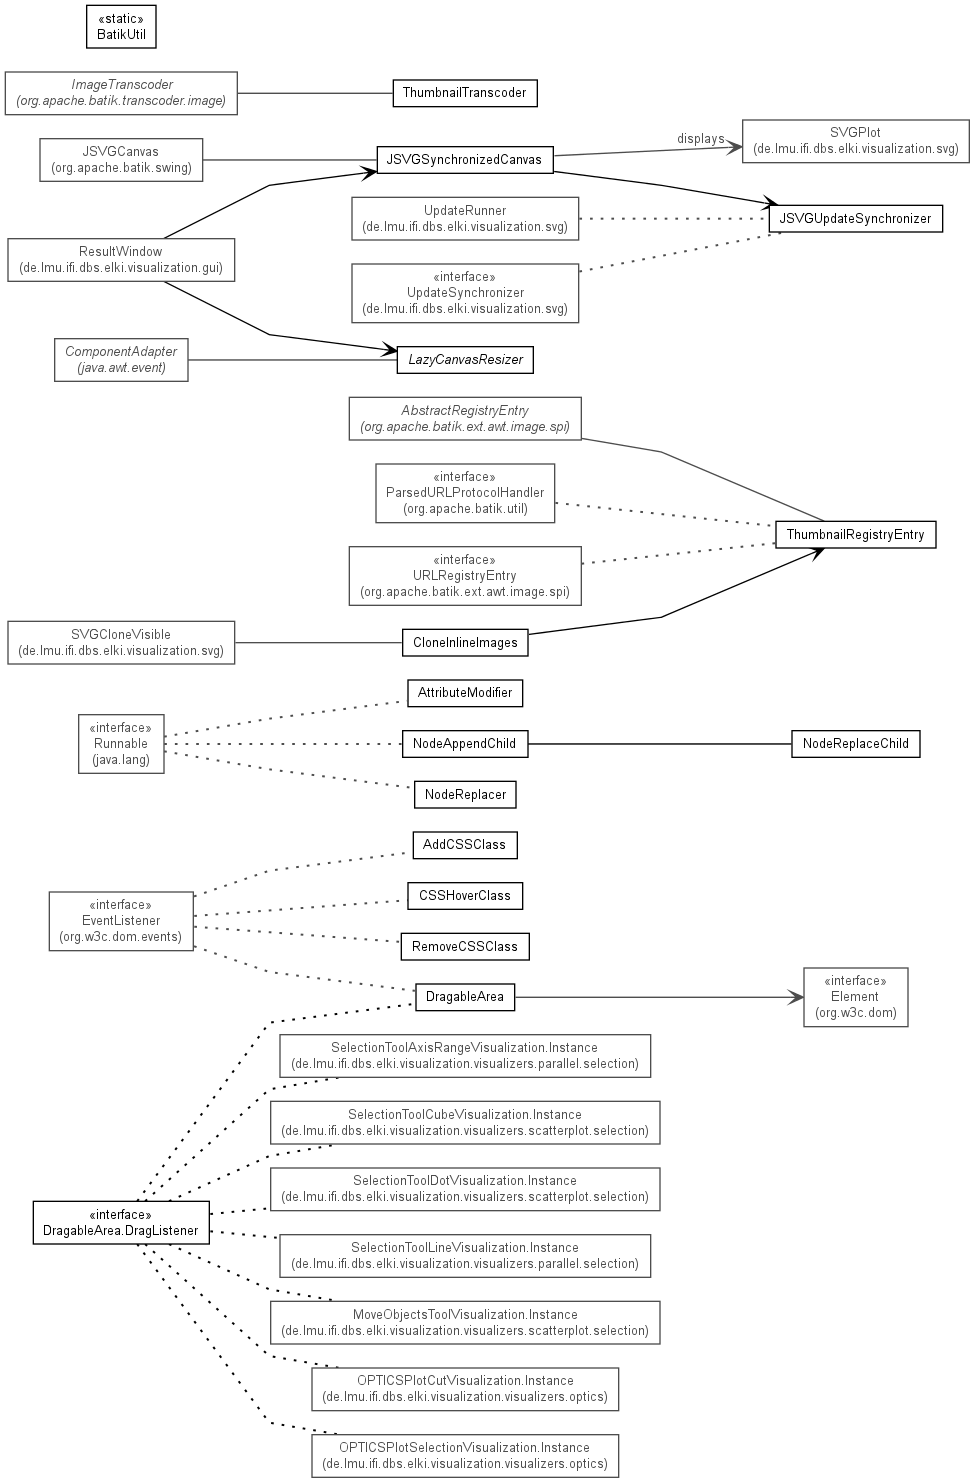 «static»
BatikUtil
ImageTranscoder
(org.apache.batik.transcoder.image)
ThumbnailTranscoder
JSVGCanvas
(org.apache.batik.swing)
JSVGSynchronizedCanvas
displays
SVGPlot
(de.lmu.ifi.dbs.elki.visualization.svg)
UpdateRunner
(de.lmu.ifi.dbs.elki.visualization.svg)
JSVGUpdateSynchronizer
ResultWindow
(de.lmu.ifi.dbs.elki.visualization.gui)
«interface»
UpdateSynchronizer
(de.lmu.ifi.dbs.elki.visualization.svg)
ComponentAdapter
(java.awt.event)
LazyCanvasResizer
AbstractRegistryEntry
(org.apache.batik.ext.awt.image.spi)
«interface»
ParsedURLProtocolHandler
(org.apache.batik.util)
ThumbnailRegistryEntry
«interface»
URLRegistryEntry
(org.apache.batik.ext.awt.image.spi)
SVGCloneVisible
(de.lmu.ifi.dbs.elki.visualization.svg)
CloneInlineImages
AttributeModifier
«interface»
Runnable
(java.lang)
NodeAppendChild
NodeReplaceChild
NodeReplacer
AddCSSClass
«interface»
EventListener
(org.w3c.dom.events)
CSSHoverClass
RemoveCSSClass
DragableArea
«interface»
Element
(org.w3c.dom)
SelectionToolAxisRangeVisualization.Instance
(de.lmu.ifi.dbs.elki.visualization.visualizers.parallel.selection)
SelectionToolCubeVisualization.Instance
(de.lmu.ifi.dbs.elki.visualization.visualizers.scatterplot.selection)
SelectionToolDotVisualization.Instance
(de.lmu.ifi.dbs.elki.visualization.visualizers.scatterplot.selection)
«interface»
DragableArea.DragListener
SelectionToolLineVisualization.Instance
(de.lmu.ifi.dbs.elki.visualization.visualizers.parallel.selection)
MoveObjectsToolVisualization.Instance
(de.lmu.ifi.dbs.elki.visualization.visualizers.scatterplot.selection)
OPTICSPlotCutVisualization.Instance
(de.lmu.ifi.dbs.elki.visualization.visualizers.optics)
OPTICSPlotSelectionVisualization.Instance
(de.lmu.ifi.dbs.elki.visualization.visualizers.optics)